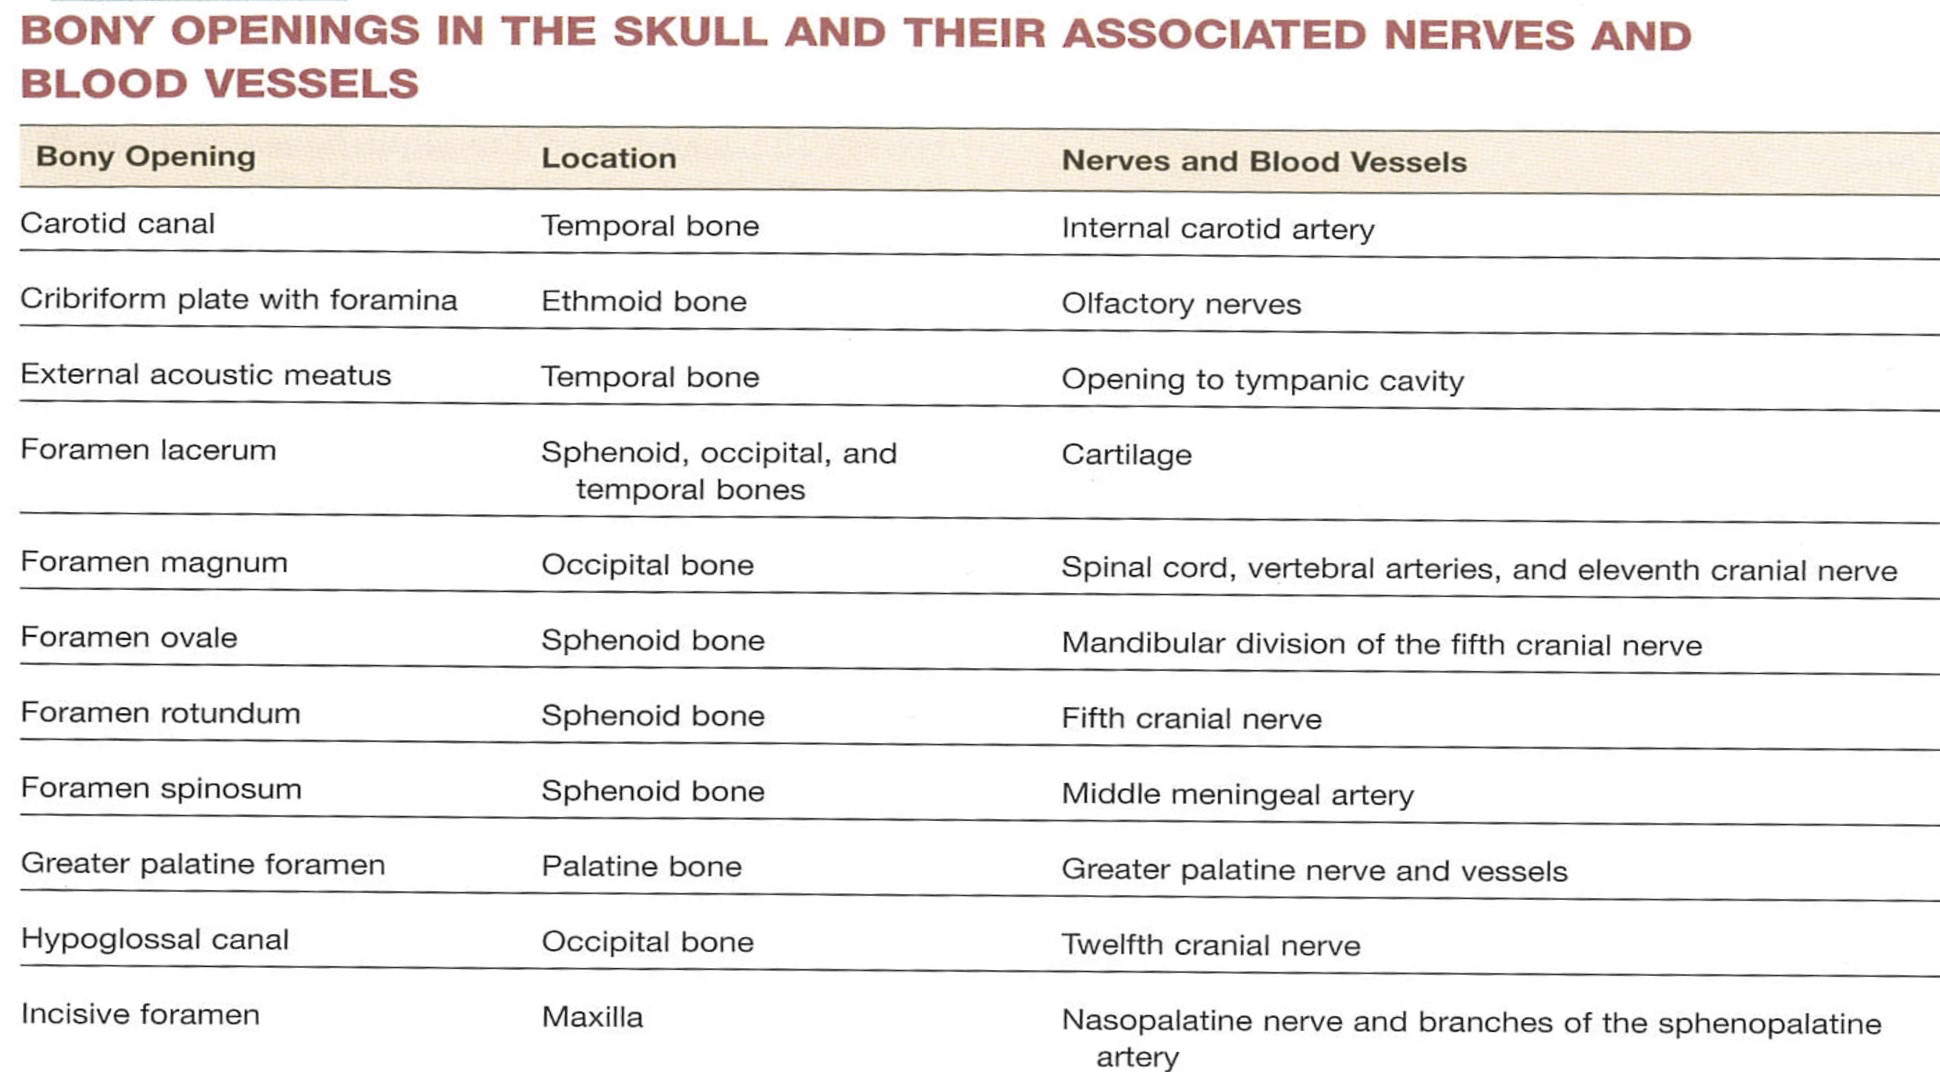 BONY OPENINGS IN THE SKULL AND THEIR ASSOCIATED NERVES AND
BLOOD VESSELS
Bony Opening Location Nerves and Blood Vessels
Carotid canal Temporal bone Internal carotid artery
Cribriform plate with foramina Ethmoid bone Olfactory nerves
External acoustic meatus Temporal bone Opening to tympanic cavity
Foramen lacerum Sphenoid, occipital, and Cartilage
temporal bones
Foramen magnum Occipital bone Spinal cord, vertebral arteries, and eleventh cranial nerve
Foramen ovale Sphenoid bone Mandibular division of the fifth cranial nerve
Foramen rotundum Sphenoid bone Fifth cranial nerve
Foramen spinosum Sphenoid bone Middle meningeal artery
Greater palatine foramen Palatine bone Greater palatine nerve and vessels
Hypoglossal canal Occipital bone Twelfth cranial nerve
Incisive foramen Maxilla Nasopalatine nerve and branches of the sphenopalatine
artery